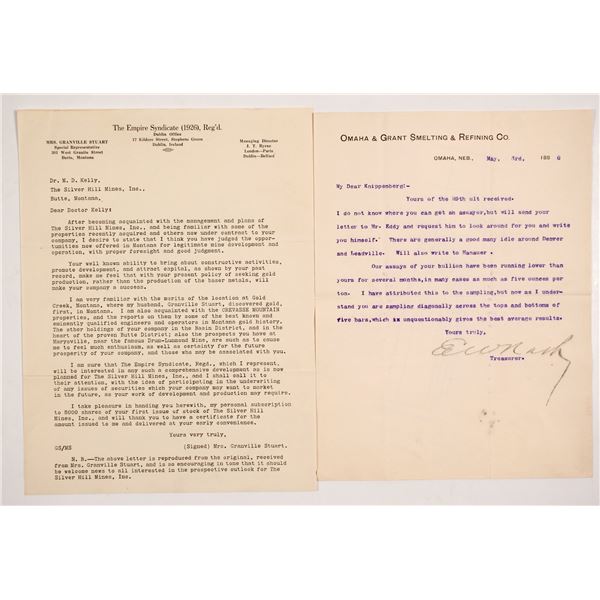 The Empire Syndicate (1926), Reg'd.
Dublin Office
17 Kildare Street, Stephens Green
Dublin, Ireland
MRS. GRANVILLE STUART
Special Representative
301 West Granite Street
Butte, Montana
Managing Director
J. T. Byrne
London—Paris
Dublin—Belfast
Dr. M. D. Kelly,
The Silver Hill Mines, Inc.,
Butte, Montana,
Dear Doctor Kelly:
After becoming acquainted with the management and plans of
The Silver Hill Mines, Inc., and being familiar with some of the
properties recently acquired and others now under contract to your
company, I desire to state that I think you have judged the oppor-
tunities now offered in Montana for legitimate mine development and
operation, with proper foresight and good judgment.
Your well known ability to bring about constructive activities,
promote development, and attract capital, as shown by your past
record, make me feel that with your present policy of seeking gold
production, rather than the production of the baser metals, will
make your company a success.
I am very familiar with the merits of the location at Gold
Creek, Montana, where my husband, Granville Stuart, discovered gold,
first, in Montana. I am also acquainted with the CREVASSE MOUNTAIN
properties, and the reports on them by some of the best known and
eminently qualified engineers and operators in Montana gold history.
The other holdings of your company in the Basin District, and in the
heart of the proven Butte District; also the prospects you have at
Marysville, near the famous Drum-Lummond Mine, are such as to cause
me to feel much enthusiasm, as well as certainty for the future
prosperity of your company, and those who may be associated with you.
I am sure that The Empire Syndicate, Regd., which I represent,
will be interested in any such a comprehensive development as is now
planned for The Silver Hill Mines, Inc., and I shall call it to
their attention, with the idea of participating in the underwriting
of any issues of securities which your company may want to market
in the future, as your work of development and production may require.
I take pleasure in handing you herewith, my personal subscription
to 5000 shares of your first issue of stock of The Silver Hill
Mines, Inc., and will thank you to have a certificate for the
amount issued to me and delivered at your early convenience.
Yours very truly,
GS/MS
(Signed) Mrs. Granville Stuart.
N. B.—The above letter is reproduced from the original, received
from Mrs. Granville Stuart, and is so encouraging in tone that it should
be welcome news to all interested in the prospective outlook for The
Silver Hill Mines, Inc.
OMAHA & GRANT SMELTING & REFINING CO.
OMAHA, NEB., May, 3rd, 188
My Dear Knippenberg:-
Yours of the ult received.
I do not know where you can get an assayer, but will send your
letter to Mr. Eddy and request him to look around for you and write
you himself. There are generally a good many idle around Denver
and Leadville. Will also write to Hanauer.
Our assays of your bullion have been running lower than
yours for several months, in many cases as much as five ounces per
ton. I have attributed this to the sampling, but now as I under-
stand you are sampling diagonally across the tops and bottoms of
five bars, which is unquestionably gives the best average results.
Yours truly,
E W Nash
Treasurer.